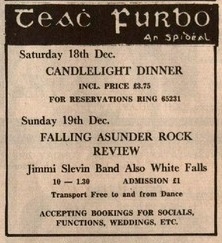 Teac Furbo
An Spidéal
Saturday 18th Dec.
CANDLELIGHT DINNER
INCL. PRICE £3.75
FOR RESERVATIONS RING 65231
Sunday 19th Dec.
FALLING ASUNDER ROCK
REVIEW
Jimmi Slevin Band Also White Falls
10 — 1.30 ADMISSION £1
Transport Free to and from Dance
ACCEPTING BOOKINGS FOR SOCIALS,
FUNCTIONS, WEDDINGS, ETC.